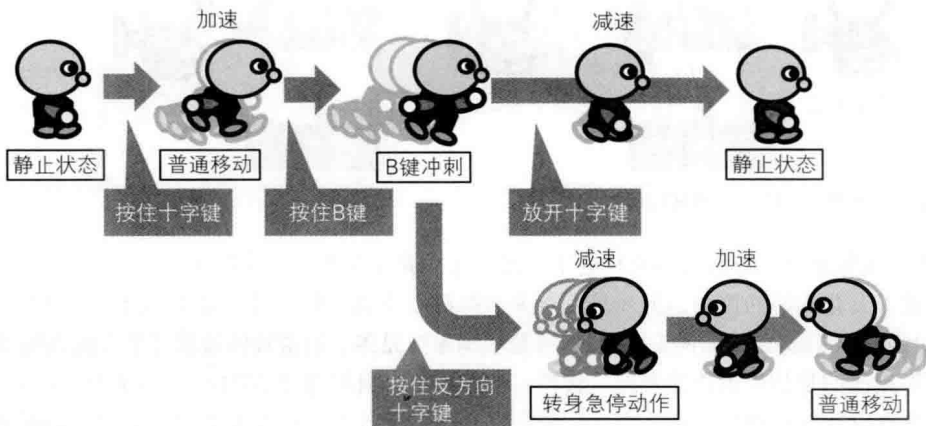 加速
减速
静止状态
普通移动
B键冲刺
静止状态
按住十字键
按住B键
放开十字键
减速
加速
按住反方向
十字键
转身急停动作
普通移动